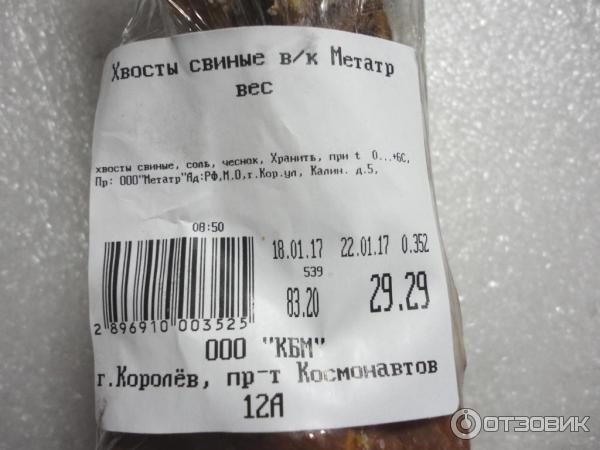 Хвосты свиные в/к Метатр
вес
хвосты свиные, соль, чеснок, Хранить, при t 0...+6С,
Пр: ООО"Метатр"Ад:РФ,М.О,г.Кор.ул, Калин. д.5,
08:50
18.01.17 22.01.17 0.352
539
83.20 29.29
2 896910 003525
ООО "КБМ"
г.Королёв, пр-т Космонавтов
12А
ОТЗОВИК